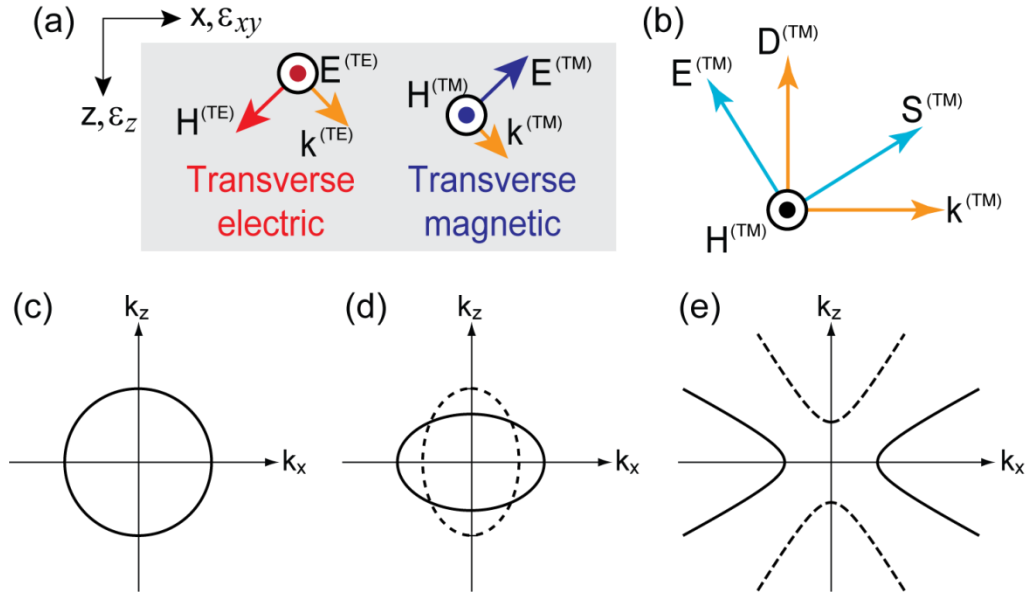 (a)
x,εxy
z,εz
E(TE)
H(TE)
k(TE)
Transverse
electric
E(TM)
H(TM)
k(TM)
Transverse
magnetic
(b)
D(TM)
E(TM)
S(TM)
k(TM)
H(TM)
(c)
kz
kx
(d)
kz
kx
(e)
kz
kx